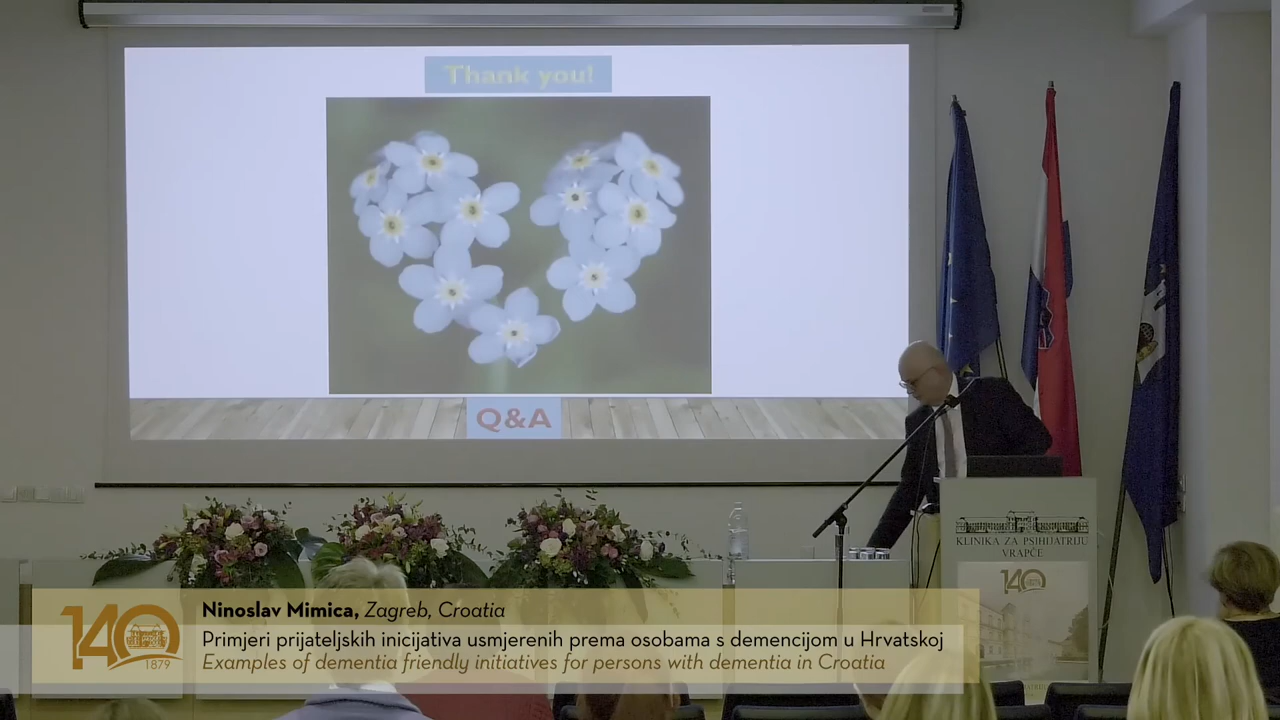 Thank you!
Q&A
KLINIKA ZA PSIHIJATRIJU
VRAPČE
140
140
1879
Ninoslav Mimica, Zagreb, Croatia
Primjeri prijateljskih inicijativa usmjerenih prema osobama s demencijom u Hrvatskoj
Examples of dementia friendly initiatives for persons with dementia in Croatia